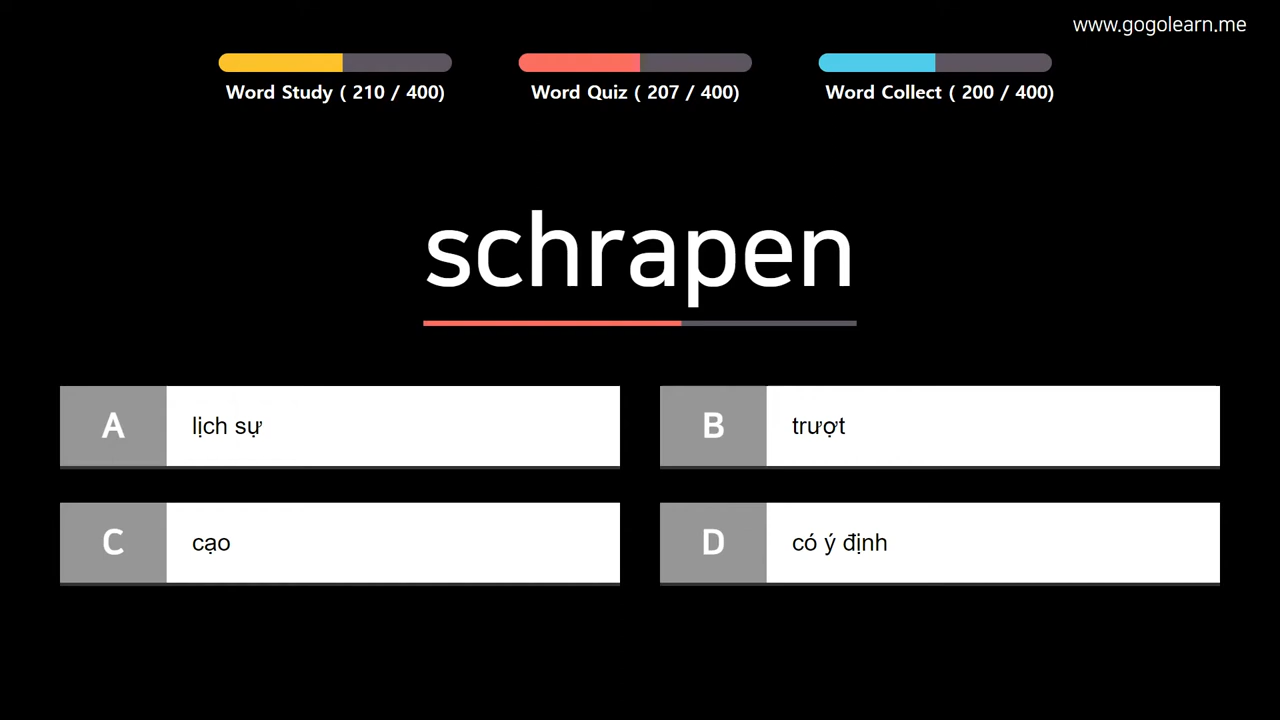 www.gogolearn.me
Word Study ( 210 / 400)
Word Quiz ( 207 / 400)
Word Collect ( 200 / 400)
schrapen
A lịch sự
B trượt
C cạo
D có ý định